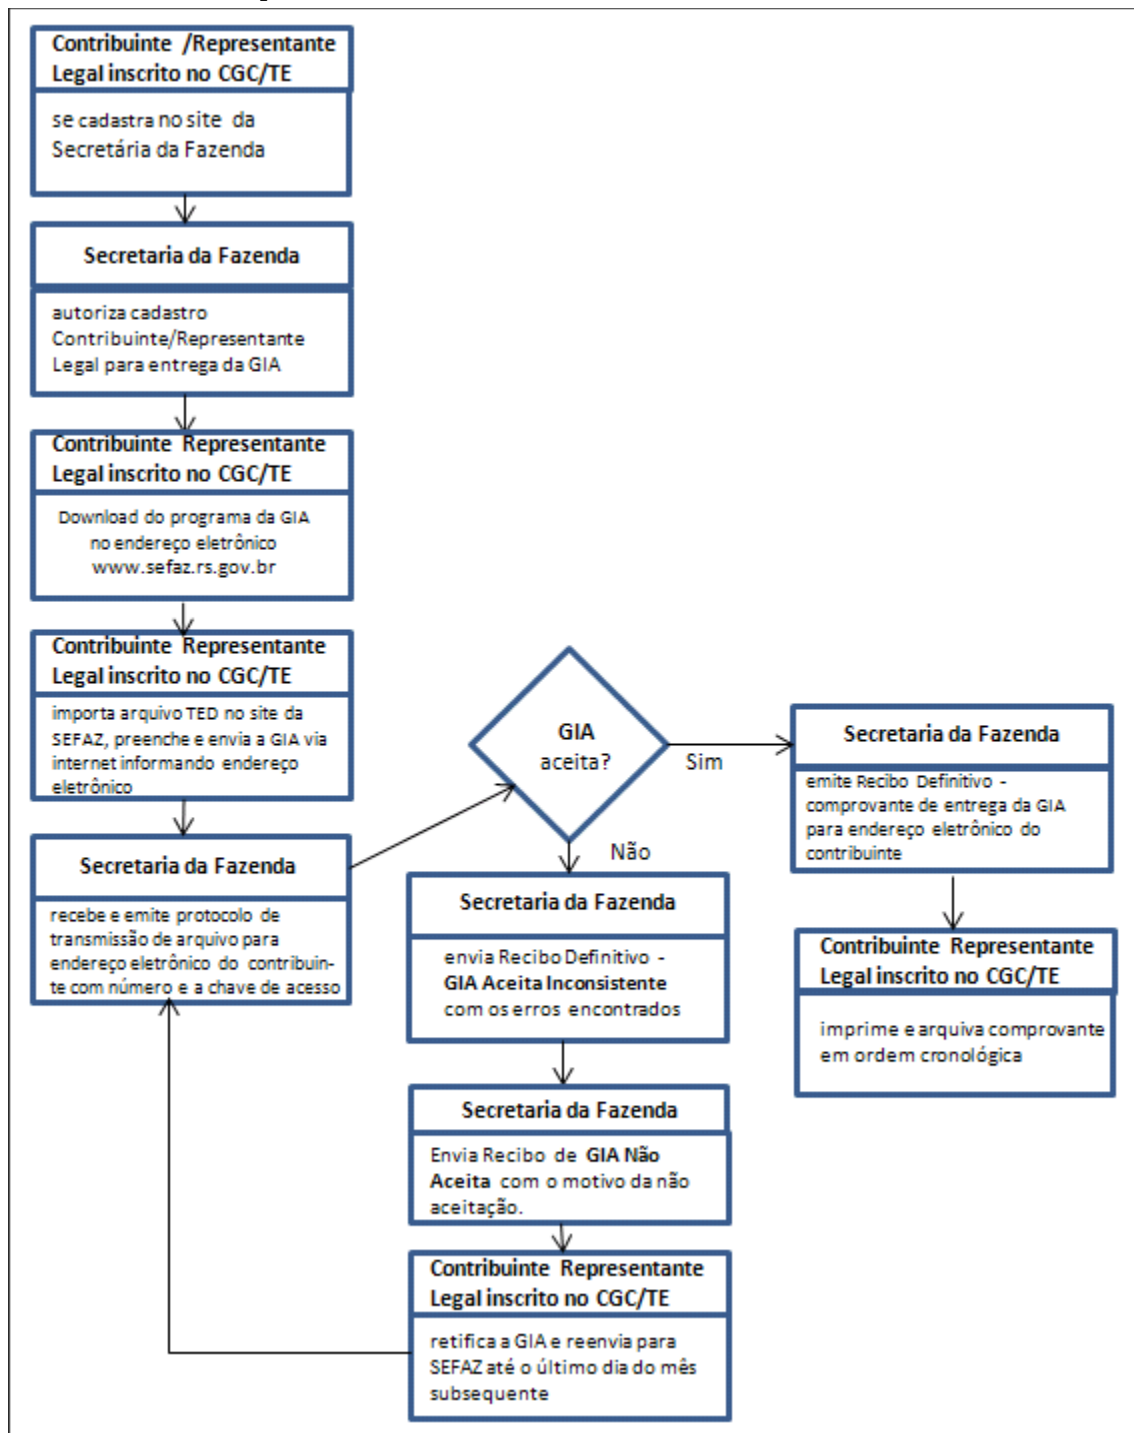 Contribuinte /Representante
Legal inscrito no CGC/TE
se cadastra no site da
Secretária da Fazenda
Secretaria da Fazenda
autoriza cadastro
Contribuinte/Representante
Legal para entrega da GIA
Contribuinte Representante
Legal inscrito no CGC/TE
Download do programa da GIA
no endereço eletrônico
www.sefaz.rs.gov.br
Contribuinte Representante
Legal inscrito no CGC/TE
importa arquivo TED no site da
SEFAZ, preenche e envia a GIA via
internet informando endereço
eletrônico
Secretaria da Fazenda
recebe e emite protocolo de
transmissão de arquivo para
endereço eletrônico do contribuin-
te com número e a chave de acesso
GIA
aceita?
Sim
Não
Secretaria da Fazenda
emite Recibo Definitivo -
comprovante de entrega da GIA
para endereço eletrônico do
contribuinte
Contribuinte Representante
Legal inscrito no CGC/TE
imprime e arquiva comprovante
em ordem cronológica
Secretaria da Fazenda
envia Recibo Definitivo -
GIA Aceita Inconsistente
com os erros encontrados
Secretaria da Fazenda
Envia Recibo de GIA Não
Aceita com o motivo da não
aceitação.
Contribuinte Representante
Legal inscrito no CGC/TE
retifica a GIA e reenvia para
SEFAZ até o último dia do mês
subsequente